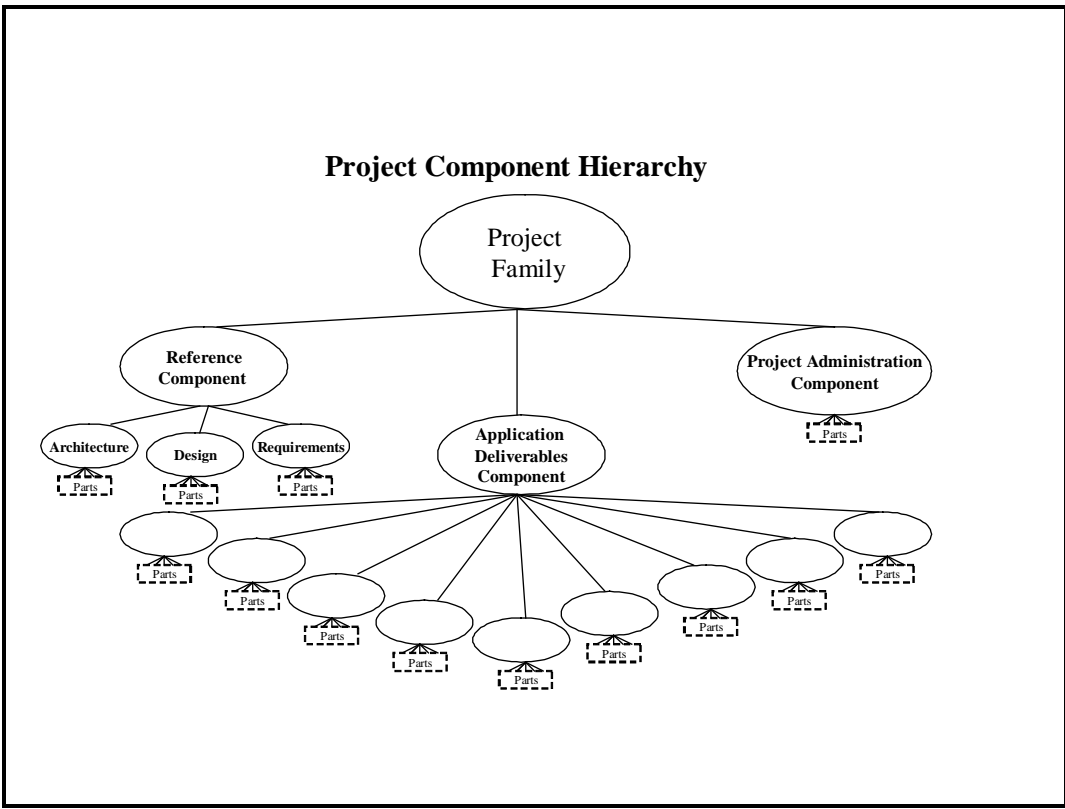 Project Component Hierarchy
Project
Family
Reference
Component
Project Administration
Component
Parts
Architecture
Design
Requirements
Parts
Parts
Parts
Application
Deliverables
Component
Parts
Parts
Parts
Parts
Parts
Parts
Parts
Parts
Parts